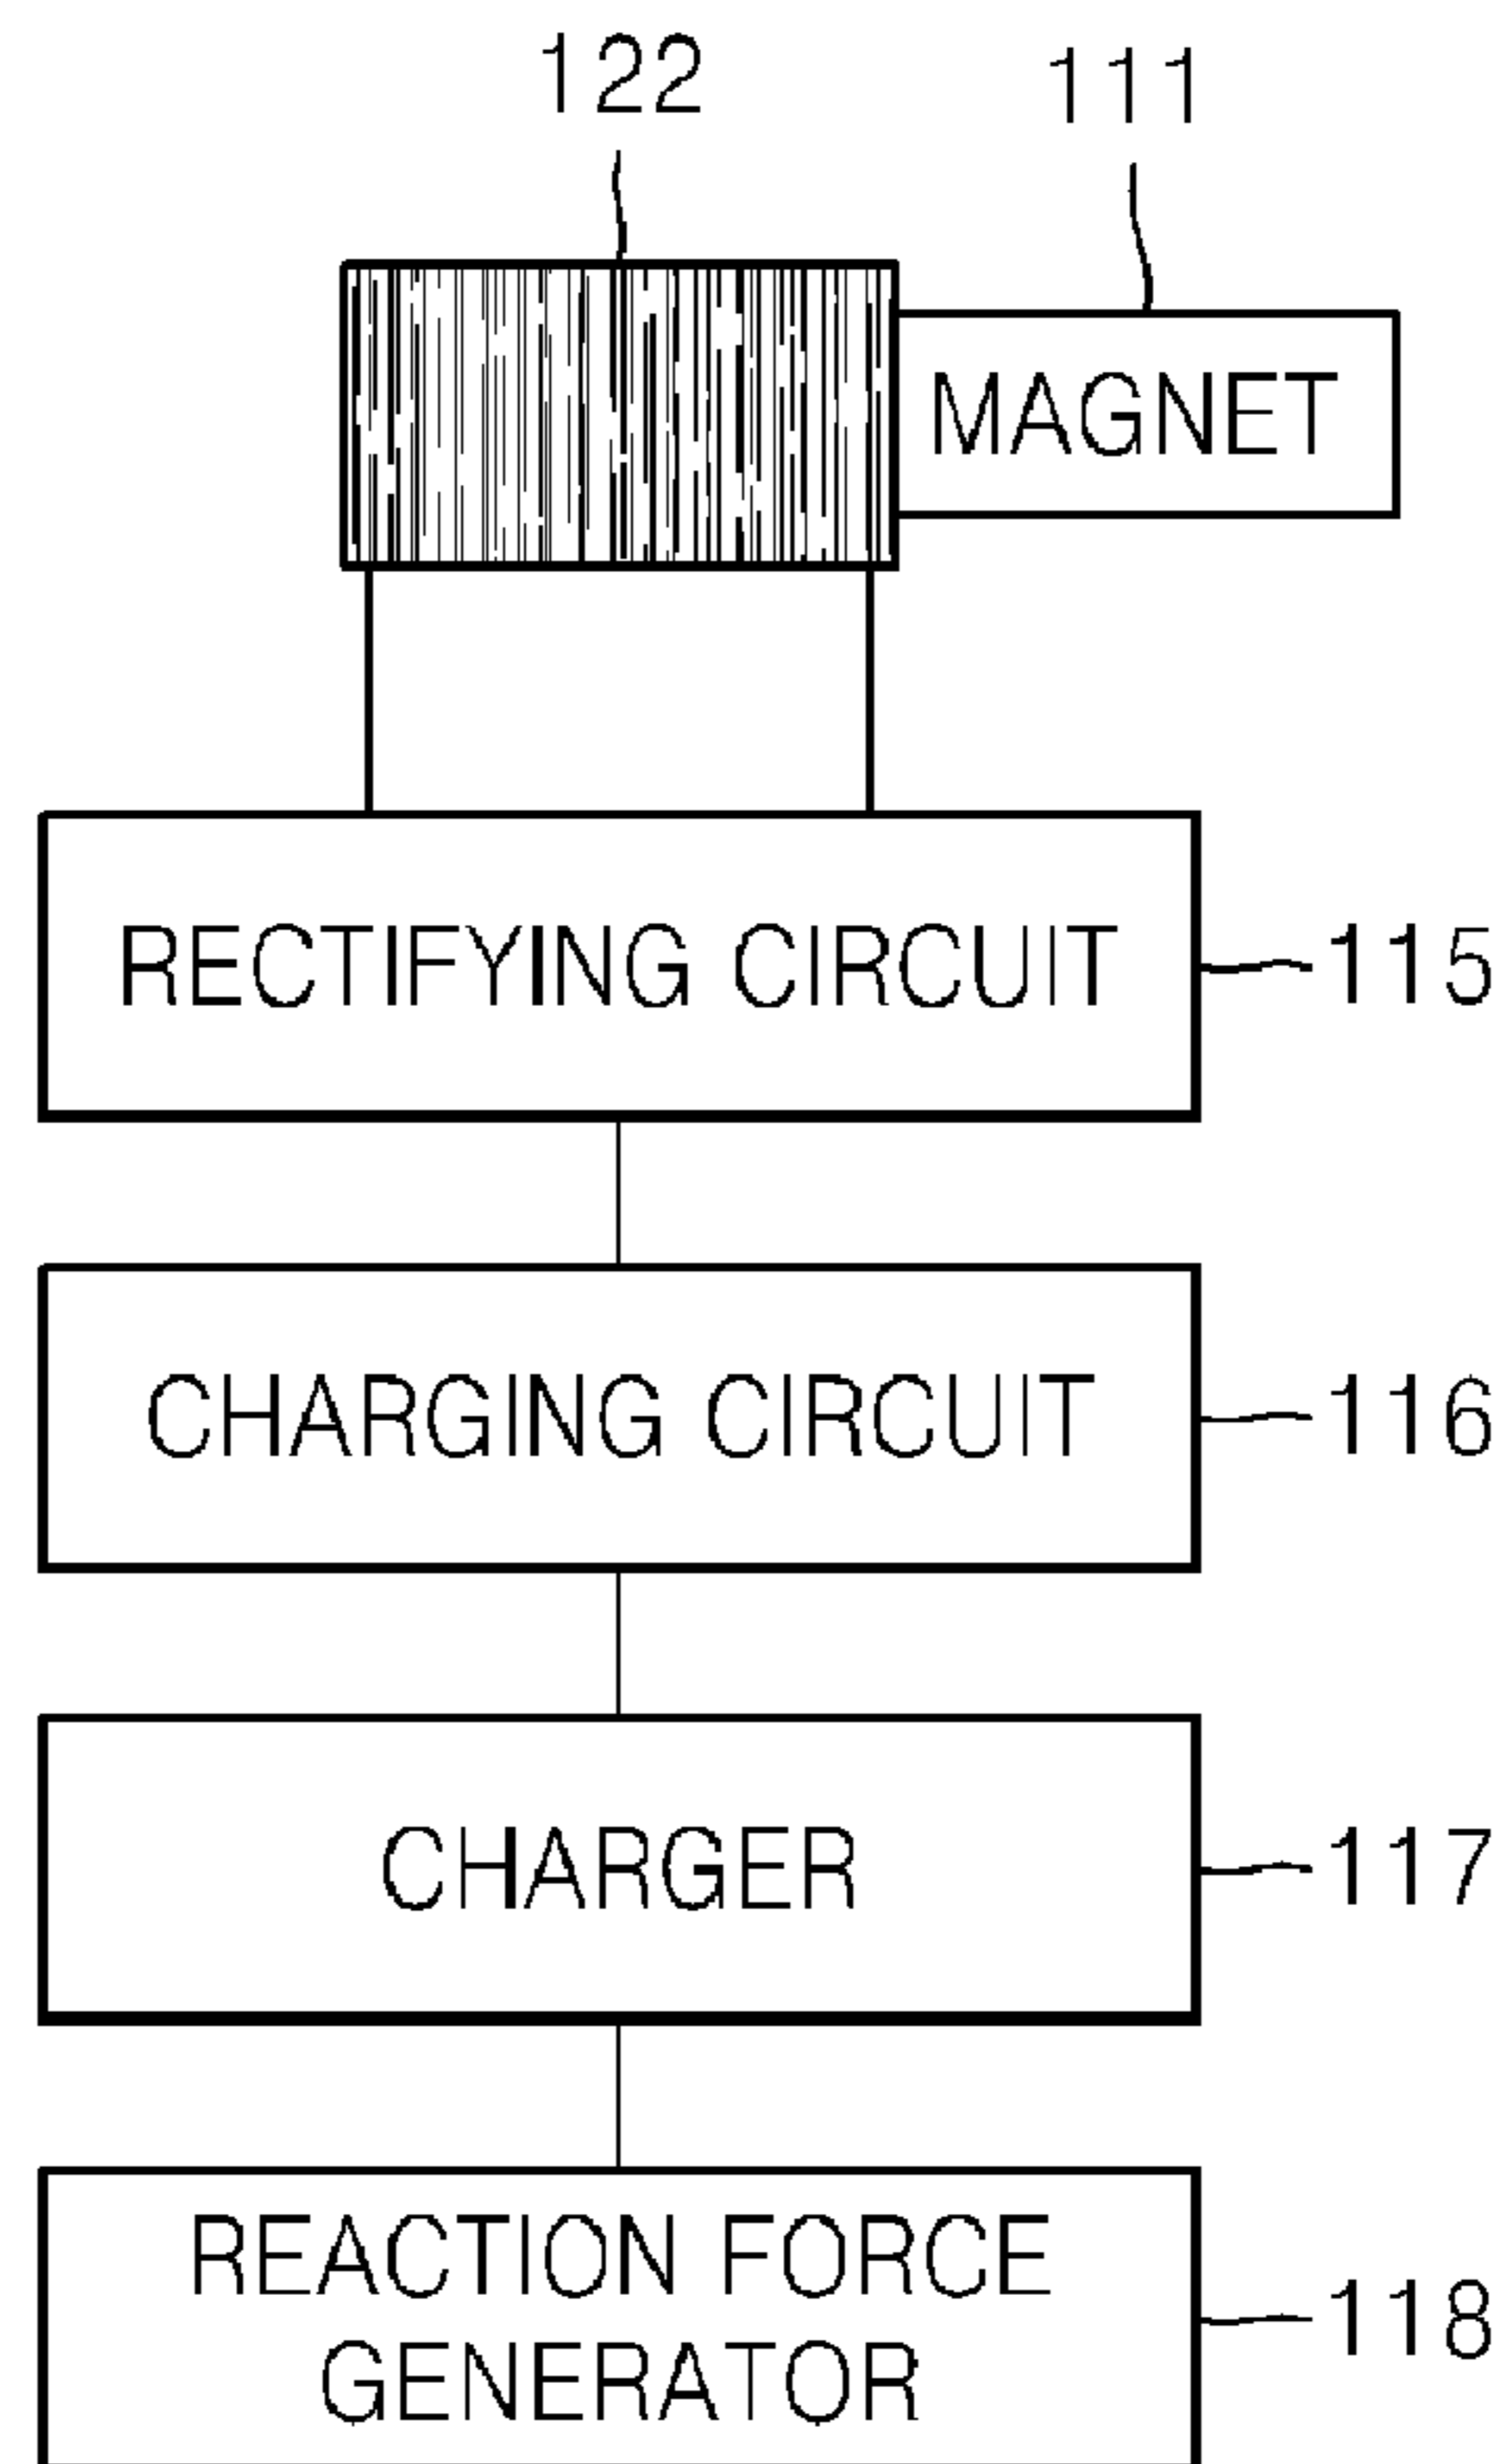 122
111
MAGNET
RECTIFYING CIRCUIT
115
CHARGING CIRCUIT
116
CHARGER
117
REACTION FORCE
GENERATOR
118